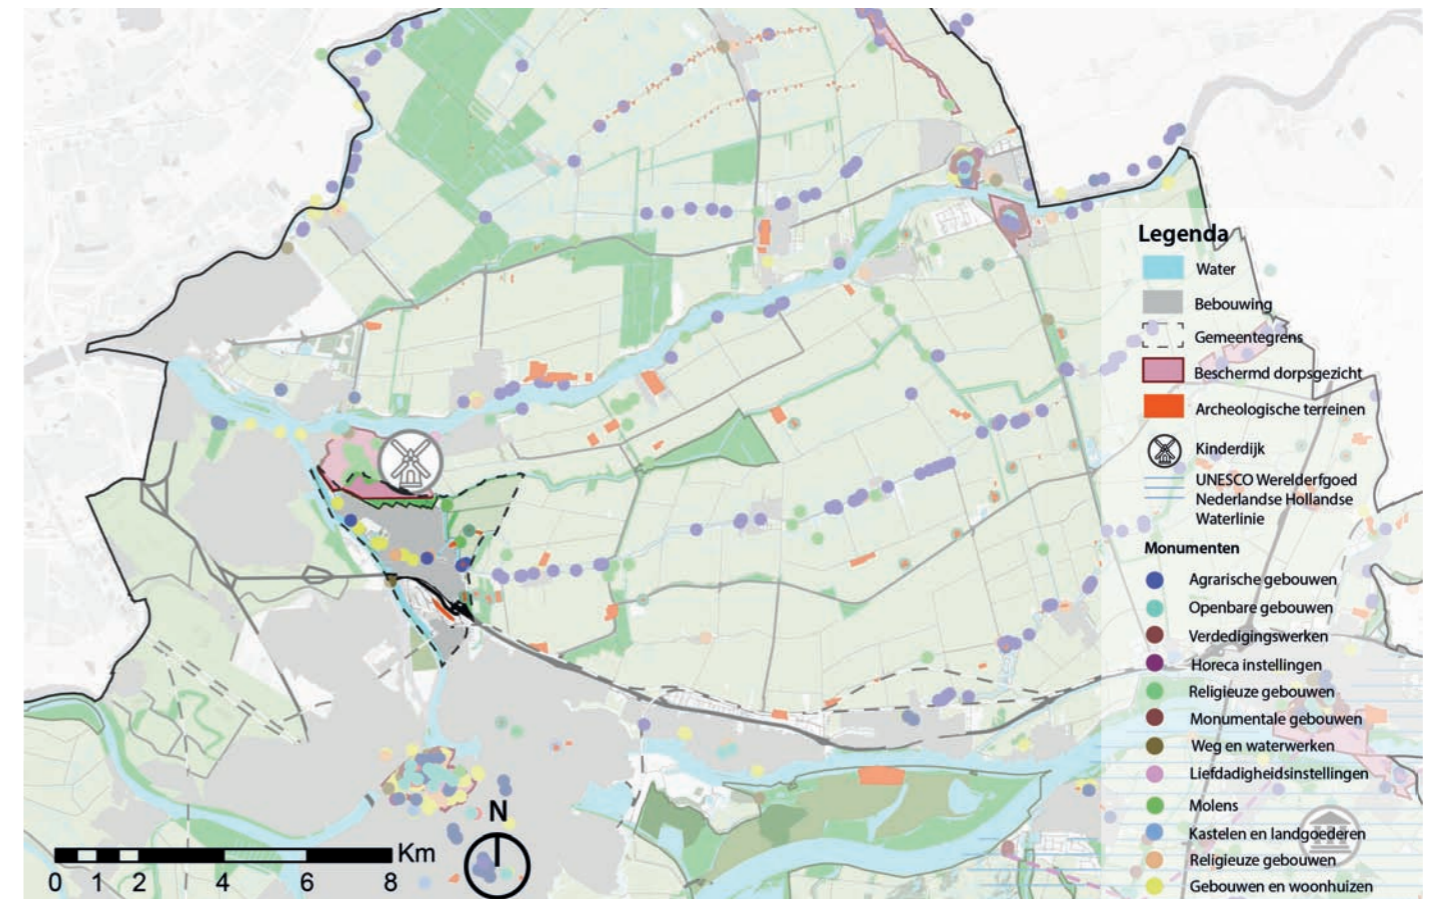 Legenda
Water
Bebouwing
Gemeentegrens
Beschermd dorpsgezicht
Archeologische terreinen
Kinderdijk
UNESCO Werelderfgoed
Nederlandse Hollandse
Waterlinie
Monumenten
Agrarische gebouwen
Openbare gebouwen
Verdedigingswerken
Horeca instellingen
Religieuze gebouwen
Monumentale gebouwen
Weg en waterwerken
Liefdadigheidsinstellingen
Molens
Kastelen en landgoederen
Religieuze gebouwen
Gebouwen en woonhuizen
N
Km
0 1 2 4 6 8